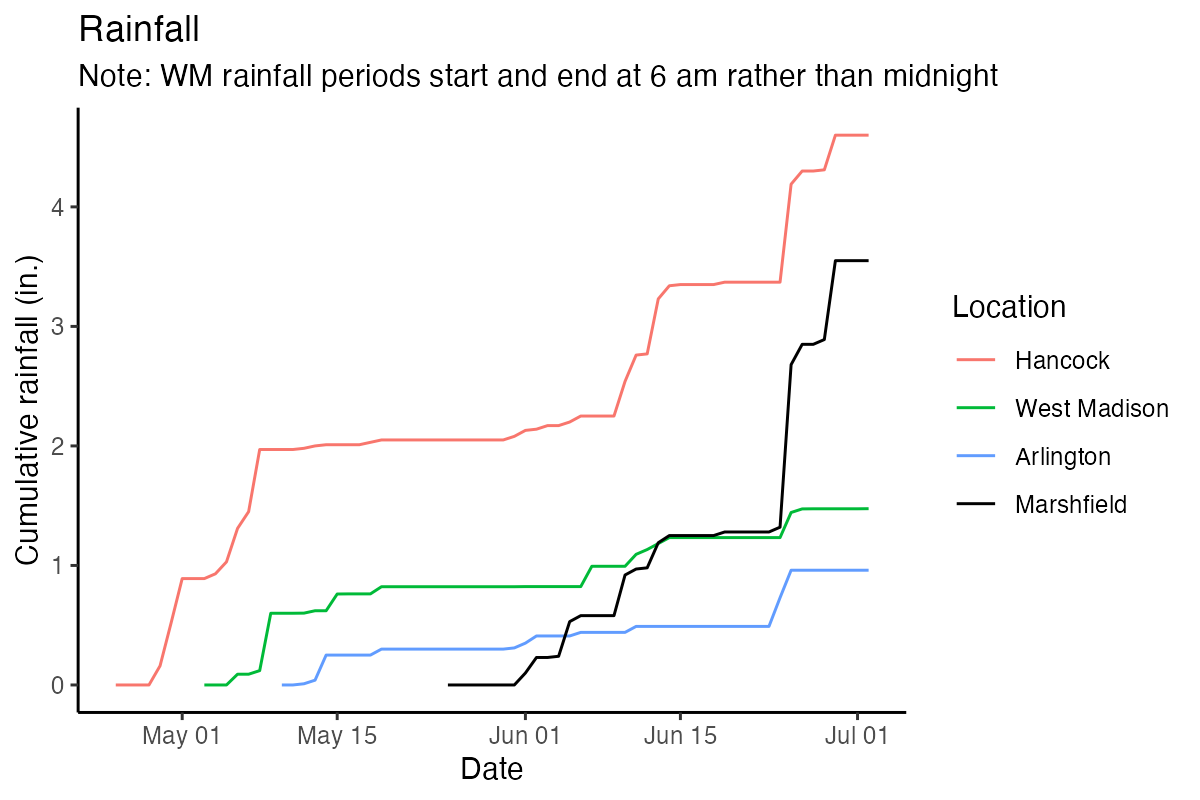 Rainfall
Note: WM rainfall periods start and end at 6 am rather than midnight
Cumulative rainfall (in.)
4
3
2
1
0
May 01
May 15
Jun 01
Jun 15
Jul 01
Date
Location
Hancock
West Madison
Arlington
Marshfield